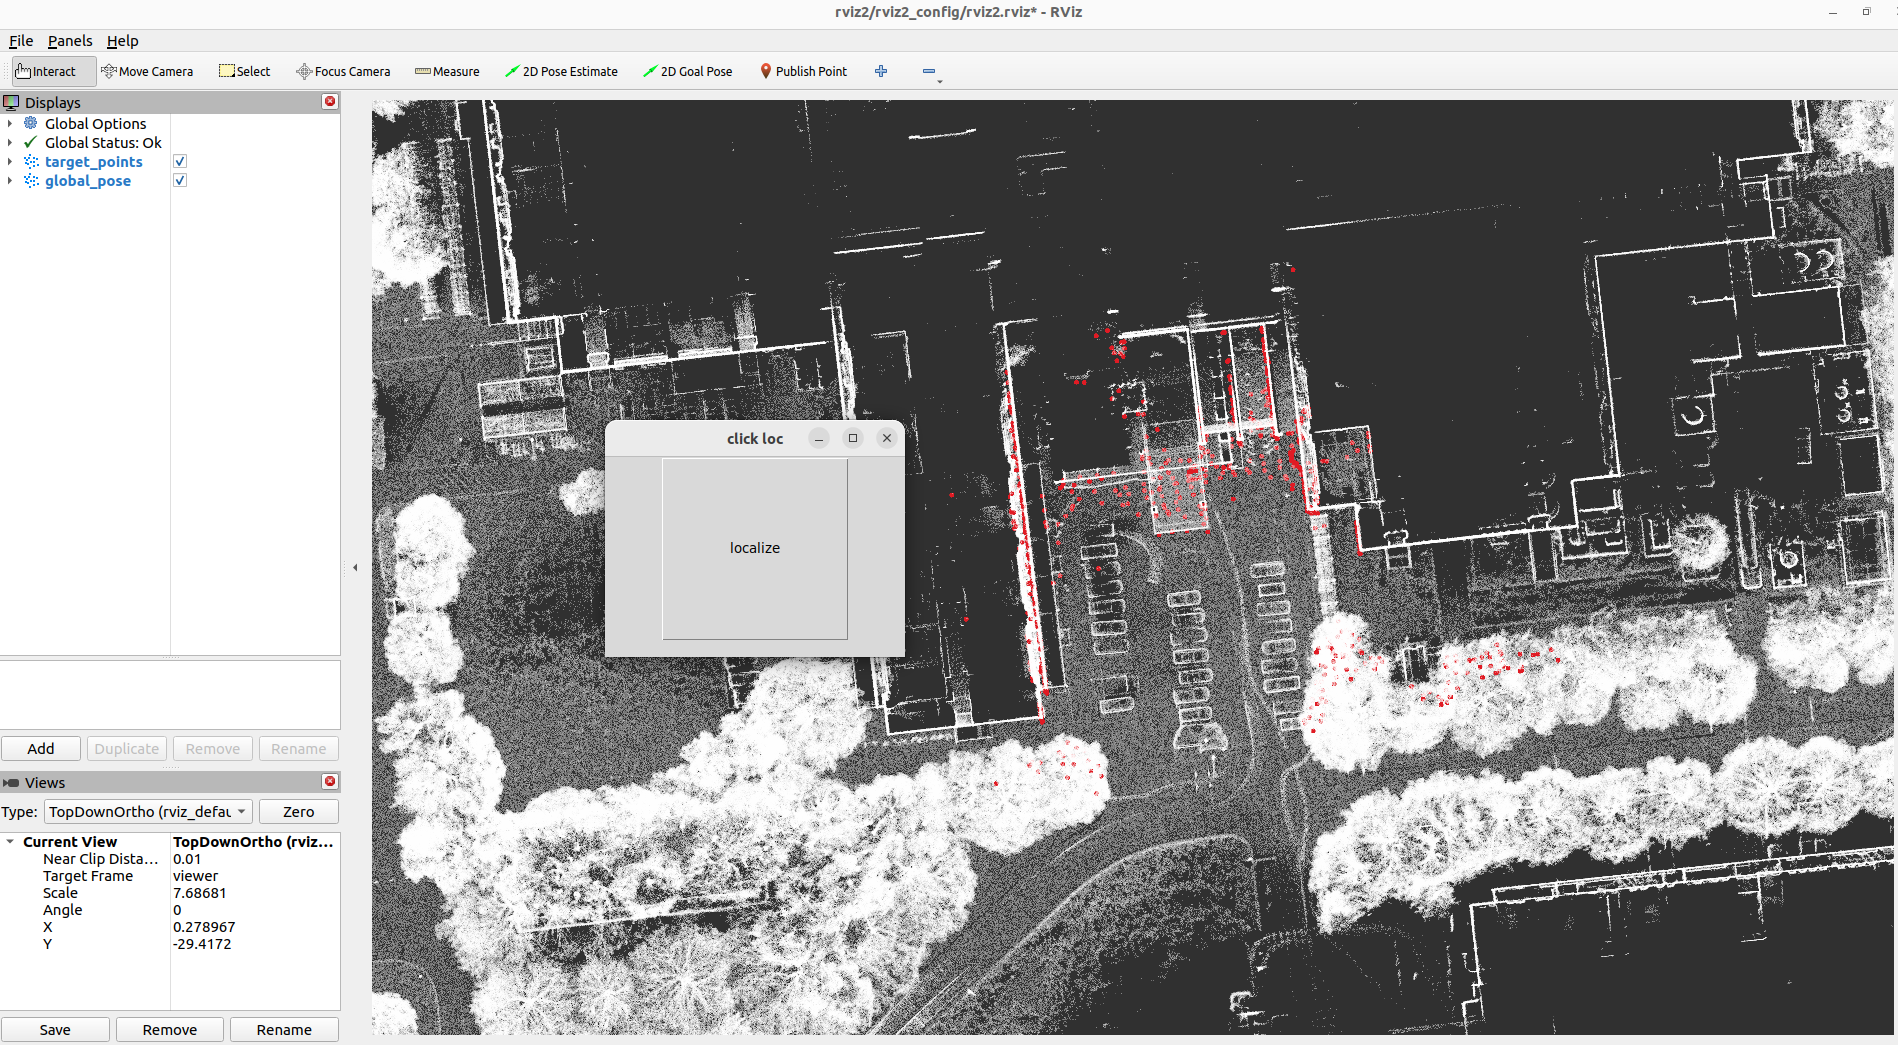 rviz2/rviz2_config/rviz2.rviz* - RViz
File Panels Help
Interact Move Camera Select Focus Camera Measure 2D Pose Estimate 2D Goal Pose Publish Point
Displays
Global Options
Global Status: Ok
target_points
global_pose
click loc
localize
Add Duplicate Remove Rename
Views
Type: TopDownOrtho (rviz_defau Zero
Current View TopDownOrtho (rviz...
Near Clip Dista... 0.01
Target Frame viewer
Scale 7.68681
Angle 0
X 0.278967
Y -29.4172
Save Remove Rename